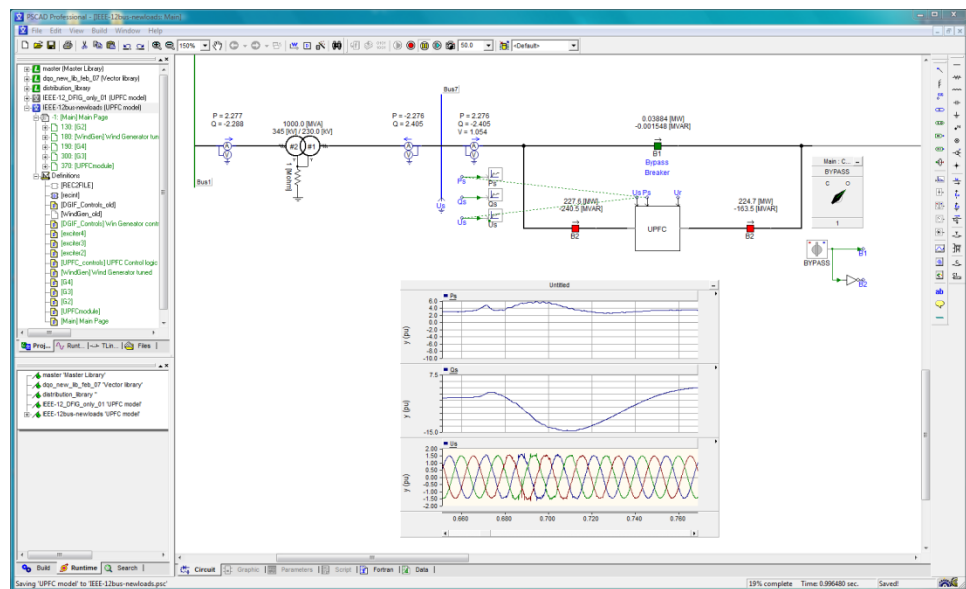 PSCAD Professional - [IEEE-12bus-newloads: Main]
File Edit View Build Window Help
150% 50.0 <Default>
master (Master Library)
dqo_new_lib_feb_07 (Vector library)
distribution_library
IEEE-12_DFIG_only_01 (UPFC model)
IEEE-12bus-newloads (UPFC model)
-1: [Main] Main Page
130: [G2]
180: [WindGen] Wind Generator tun
190: [G4]
300: [G3]
370: [UPFCmodule]
Definitions
[REC2FILE]
[recint]
[DGIF_Controls_old]
[WindGen_old]
[DGIF_Controls] Win Generator contr
[exciter4]
[exciter3]
[exciter2]
[UPFC_controls] UPFC Control logic
[WindGen] Wind Generator tuned
[G4]
[G3]
[G2]
[UPFCmodule]
[Main] Main Page
Proj... Runt... TLin... Files
master 'Master Library'
dqo_new_lib_feb_07 'Vector library'
distribution_library ''
IEEE-12_DFIG_only_01 'UPFC model'
IEEE-12bus-newloads 'UPFC model'
Build Runtime Search
Bus1
P = 2.277
Q = -2.288
A
V
1000.0 [MVA]
345 [kV] / 230.0 [kV]
#2 #1
1 [Mohm]
P = -2.276
Q = 2.405
A
V
Bus7
P = 2.276
Q = -2.405
V = 1.054
A
V
Us
Ps
Ps
Qs
Qs
Us
Us
0.03884 [MW]
-0.001548 [MVAR]
B1
Bypass
Breaker
227.6 [MW]
-240.5 [MVAR]
B2
Us Ps Ur
UPFC
224.7 [MW]
-163.5 [MVAR]
B2
Main : C...
BYPASS
C O
1
BYPASS
B1
B2
Untitled
Ps
y (pu)
6.0
4.0
2.0
0.0
-2.0
-4.0
-6.0
-8.0
-10.0
Qs
y (pu)
7.5
-15.0
Us
y (pu)
2.00
1.50
1.00
0.50
0.00
-0.50
-1.00
-1.50
-2.00
0.660 0.680 0.700 0.720 0.740 0.760
ab
Circuit Graphic Parameters Script Fortran Data
Saving 'UPFC model' to 'IEEE-12bus-newloads.psc' 19% complete Time: 0.996480 sec. Saved!